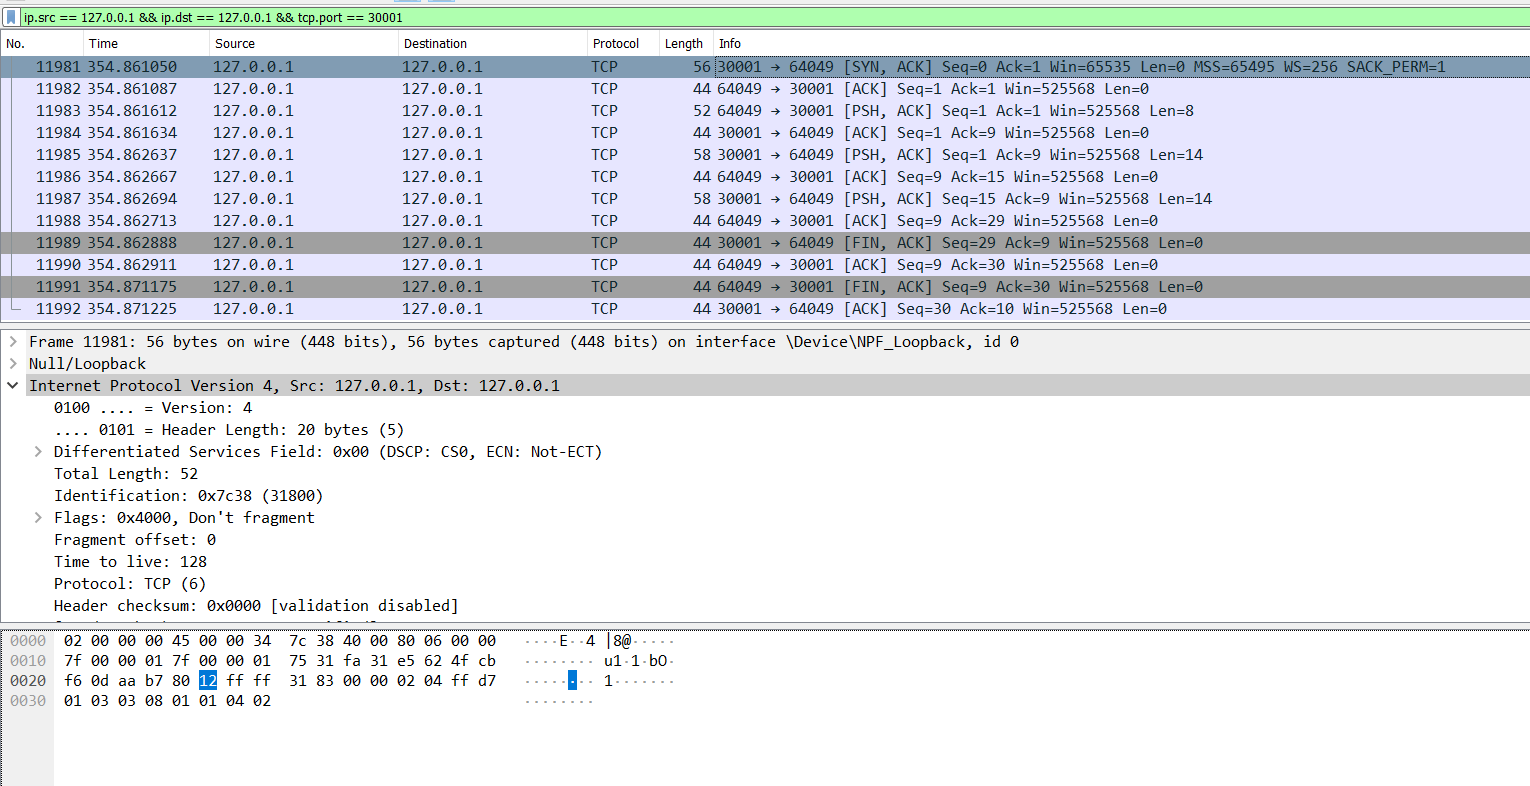 ip.src == 127.0.0.1 && ip.dst == 127.0.0.1 && tcp.port == 30001
No. Time Source Destination Protocol Length Info
11981 354.861050 127.0.0.1 127.0.0.1 TCP 56 30001 → 64049 [SYN, ACK] Seq=0 Ack=1 Win=65535 Len=0 MSS=65495 WS=256 SACK_PERM=1
11982 354.861087 127.0.0.1 127.0.0.1 TCP 44 64049 → 30001 [ACK] Seq=1 Ack=1 Win=525568 Len=0
11983 354.861612 127.0.0.1 127.0.0.1 TCP 52 64049 → 30001 [PSH, ACK] Seq=1 Ack=1 Win=525568 Len=8
11984 354.861634 127.0.0.1 127.0.0.1 TCP 44 30001 → 64049 [ACK] Seq=1 Ack=9 Win=525568 Len=0
11985 354.862637 127.0.0.1 127.0.0.1 TCP 58 30001 → 64049 [PSH, ACK] Seq=1 Ack=9 Win=525568 Len=14
11986 354.862667 127.0.0.1 127.0.0.1 TCP 44 64049 → 30001 [ACK] Seq=9 Ack=15 Win=525568 Len=0
11987 354.862694 127.0.0.1 127.0.0.1 TCP 58 30001 → 64049 [PSH, ACK] Seq=15 Ack=9 Win=525568 Len=14
11988 354.862713 127.0.0.1 127.0.0.1 TCP 44 64049 → 30001 [ACK] Seq=9 Ack=29 Win=525568 Len=0
11989 354.862888 127.0.0.1 127.0.0.1 TCP 44 30001 → 64049 [FIN, ACK] Seq=29 Ack=9 Win=525568 Len=0
11990 354.862911 127.0.0.1 127.0.0.1 TCP 44 64049 → 30001 [ACK] Seq=9 Ack=30 Win=525568 Len=0
11991 354.871175 127.0.0.1 127.0.0.1 TCP 44 64049 → 30001 [FIN, ACK] Seq=9 Ack=30 Win=525568 Len=0
11992 354.871225 127.0.0.1 127.0.0.1 TCP 44 30001 → 64049 [ACK] Seq=30 Ack=10 Win=525568 Len=0
Frame 11981: 56 bytes on wire (448 bits), 56 bytes captured (448 bits) on interface \Device\NPF_Loopback, id 0
Null/Loopback
Internet Protocol Version 4, Src: 127.0.0.1, Dst: 127.0.0.1
0100 .... = Version: 4
.... 0101 = Header Length: 20 bytes (5)
Differentiated Services Field: 0x00 (DSCP: CS0, ECN: Not-ECT)
Total Length: 52
Identification: 0x7c38 (31800)
Flags: 0x4000, Don't fragment
Fragment offset: 0
Time to live: 128
Protocol: TCP (6)
Header checksum: 0x0000 [validation disabled]
0000 02 00 00 00 45 00 00 34 7c 38 40 00 80 06 00 00 ····E··4 |8@·····
0010 7f 00 00 01 7f 00 00 01 75 31 fa 31 e5 62 4f cb ········ u1·1·bO·
0020 f6 0d aa b7 80 12 ff ff 31 83 00 00 02 04 ff d7 ········ 1·······
0030 01 03 03 08 01 01 04 02 ········